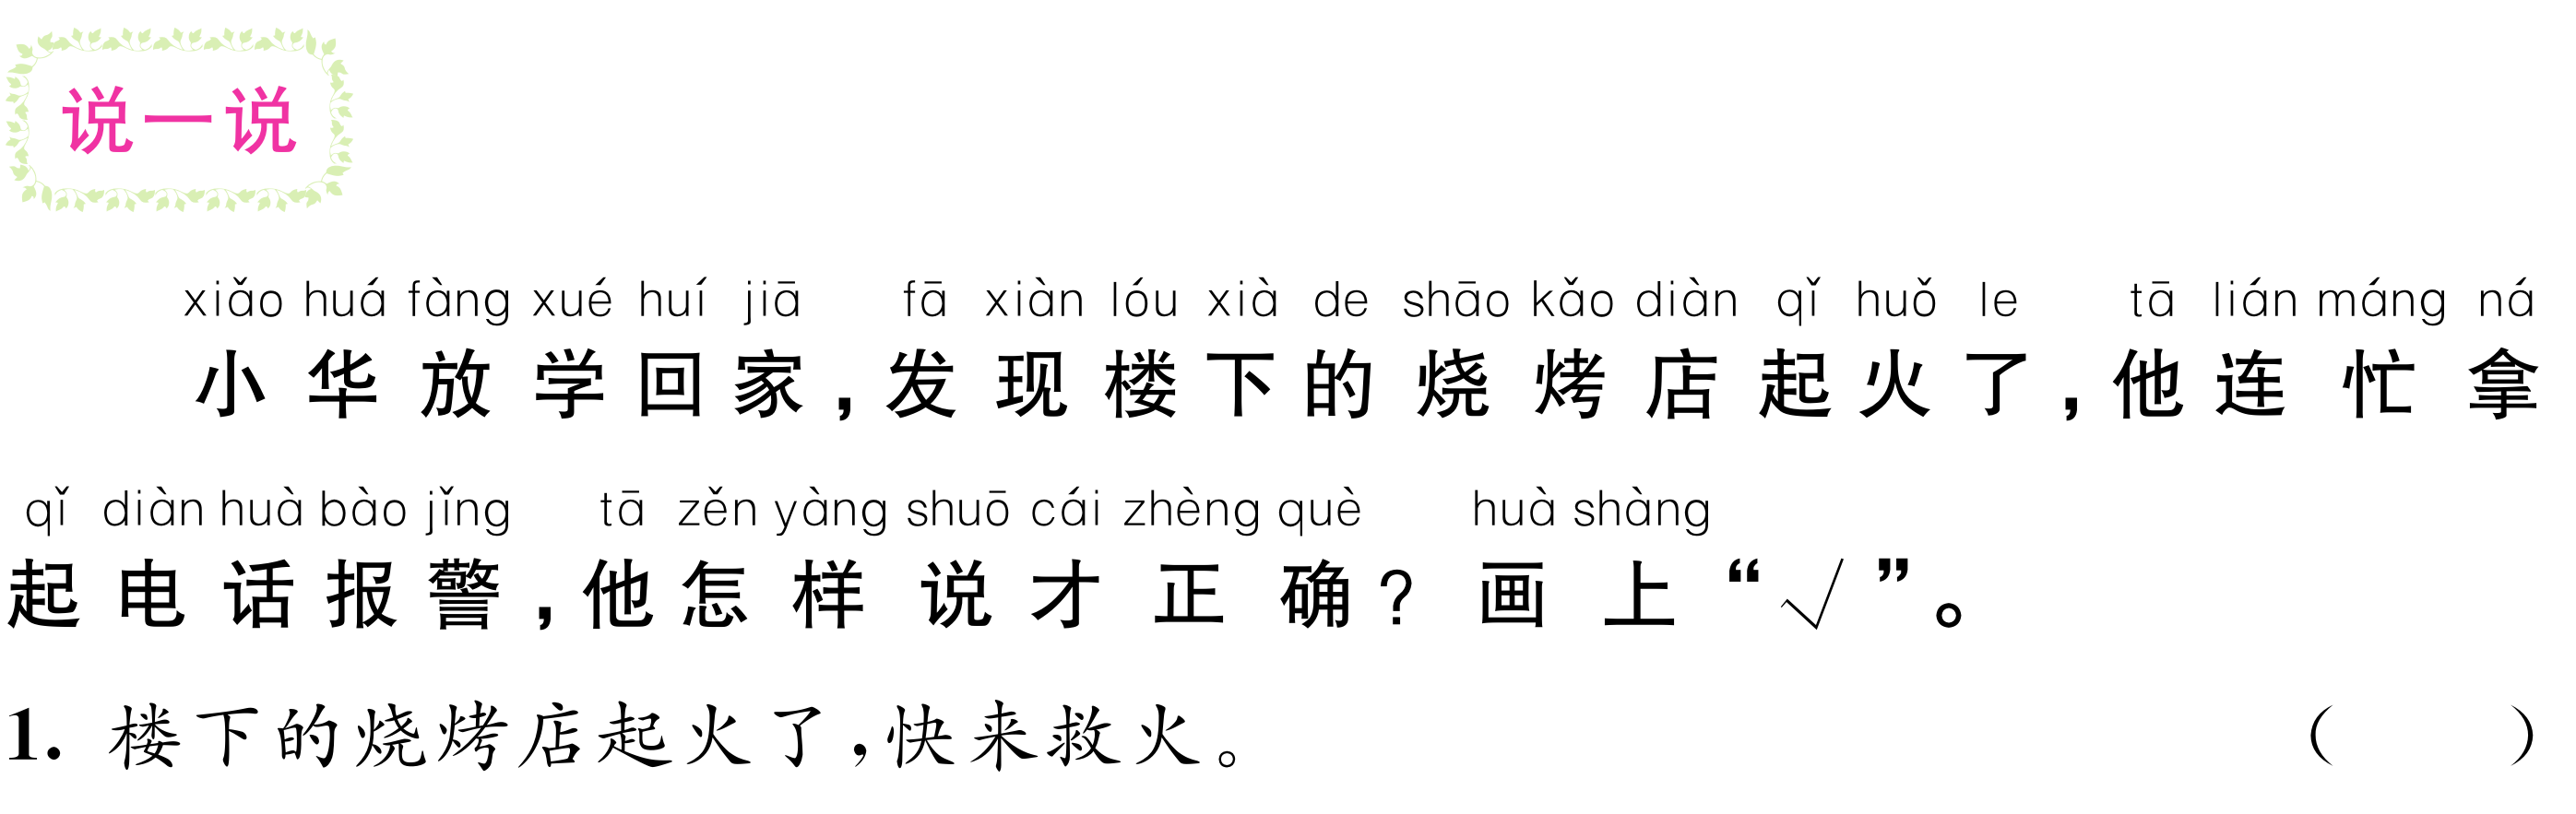 说一说
xiǎo huá fàng xué huí jiā fā xiàn lóu xià de shāo kǎo diàn qǐ huǒ le tā lián máng ná
小华放学回家，发现楼下的烧烤店起火了，他连忙拿
qǐ diàn huà bào jǐng tā zěn yàng shuō cái zhèng què huà shàng
起电话报警，他怎样说才正确？画上“√”。
1. 楼下的烧烤店起火了，快来救火。 （ ）